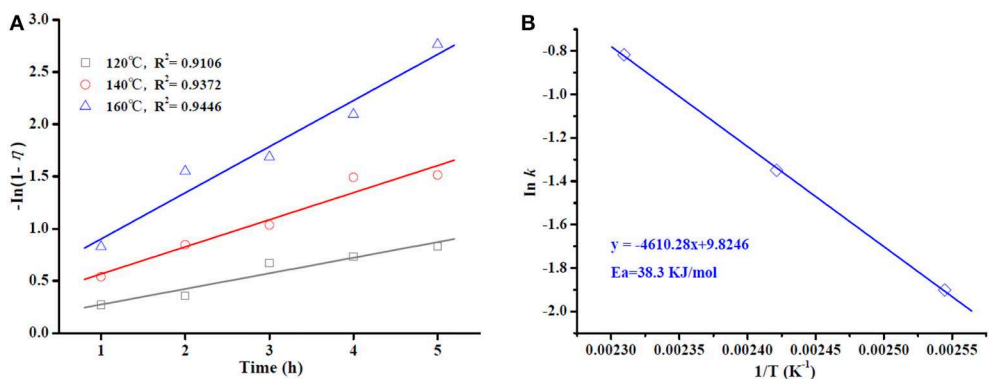 A
3.0
2.5
2.0
1.5
1.0
0.5
0.0
-In(1- η)
120℃, R²= 0.9106
140℃, R²= 0.9372
160℃, R²= 0.9446
1 2 3 4 5
Time (h)
B
-0.8
-1.0
-1.2
-1.4
-1.6
-1.8
-2.0
ln k
y = -4610.28x+9.8246
Ea=38.3 KJ/mol
0.00230 0.00235 0.00240 0.00245 0.00250 0.00255
1/T (K⁻¹)